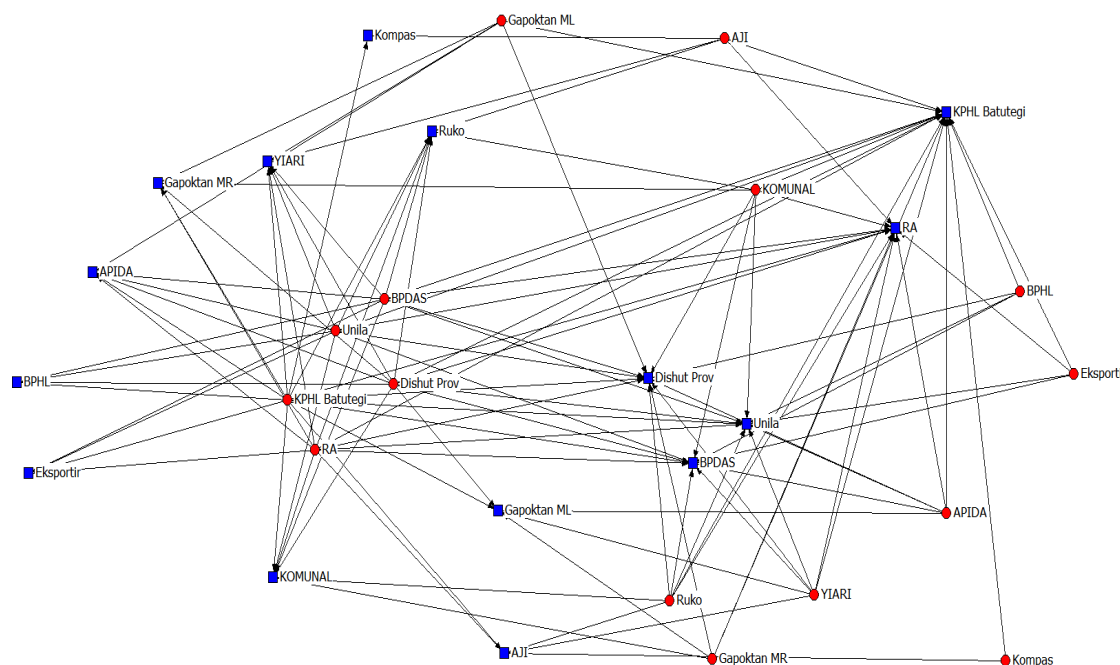 Gapoktan ML
Kompas
AJI
KPHL Batutegi
Ruko
YIARI
Gapoktan MR
KOMUNAL
RA
APIDA
BPHL
BPDAS
Unila
Dishut Prov
Eksportir
BPHL
Dishut Prov
KPHL Batutegi
Unila
RA
BPDAS
Eksportir
Gapoktan ML
APIDA
KOMUNAL
Ruko
YIARI
AJI
Gapoktan MR
Kompas